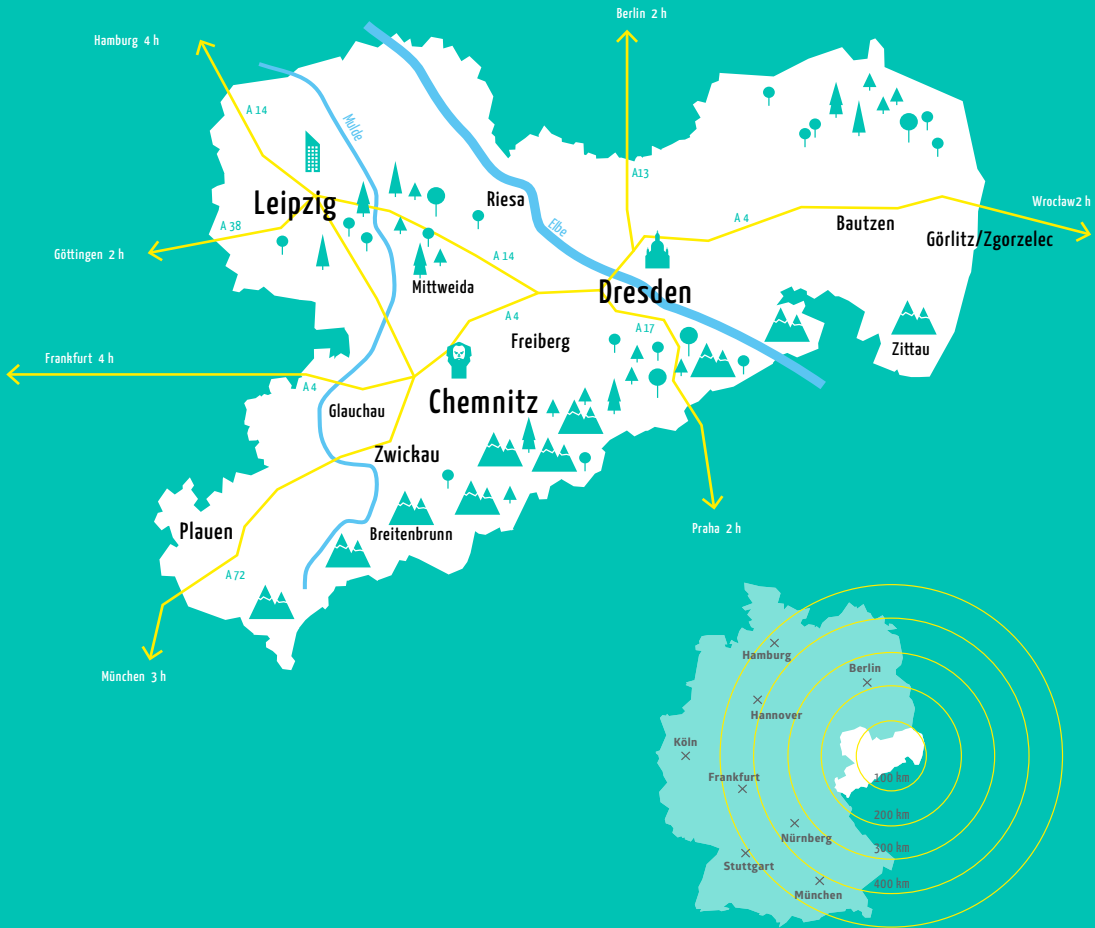 Berlin 2 h
Hamburg 4 h
A 14
Mulde
A13
Leipzig
Riesa
Wrocław2 h
A 38
Elbe
A 4
Bautzen
Görlitz/Zgorzelec
Göttingen 2 h
A 14
Mittweida
Dresden
A 4
A 17
Freiberg
Zittau
Frankfurt 4 h
A 4
Glauchau
Chemnitz
Zwickau
Plauen
Breitenbrunn
Praha 2 h
A 72
München 3 h
Hamburg
Berlin
Hannover
Köln
Frankfurt
100 km
200 km
Nürnberg
300 km
Stuttgart
400 km
München